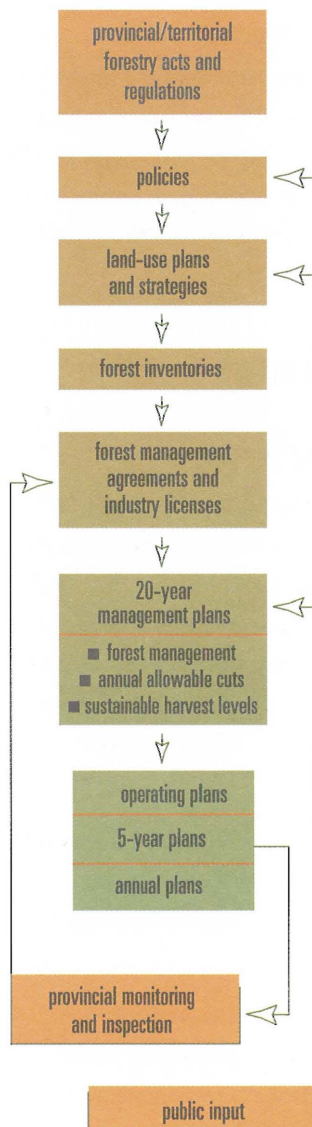 provincial/territorial
forestry acts and
regulations
policies
land-use plans
and strategies
forest inventories
forest management
agreements and
industry licenses
20-year
management plans
■ forest management
■ annual allowable cuts
■ sustainable harvest levels
operating plans
5-year plans
annual plans
provincial monitoring
and inspection
public input